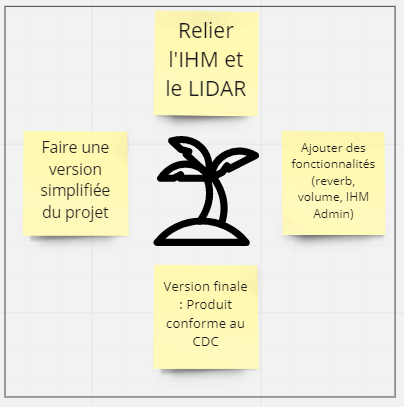 Relier
l'IHM et
le LIDAR
Faire une
version
simplifiée
du projet
Ajouter des
fonctionnalités
(reverb,
volume, IHM
Admin)
Version finale
: Produit
conforme au
CDC